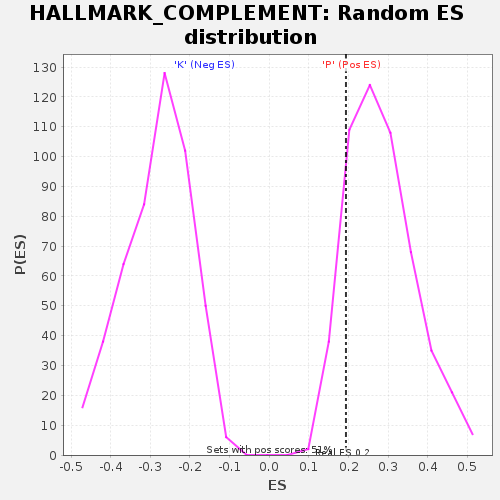 HALLMARK_COMPLEMENT: Random ES
distribution
'K' (Neg ES)
'P' (Pos ES)
130
120
110
100
90
80
70
60
50
40
30
20
10
0
P(ES)
Sets with pos scores: 51%
Real ES 0.2
-0.5 -0.4 -0.3 -0.2 -0.1 0.0 0.1 0.2 0.3 0.4 0.5
ES